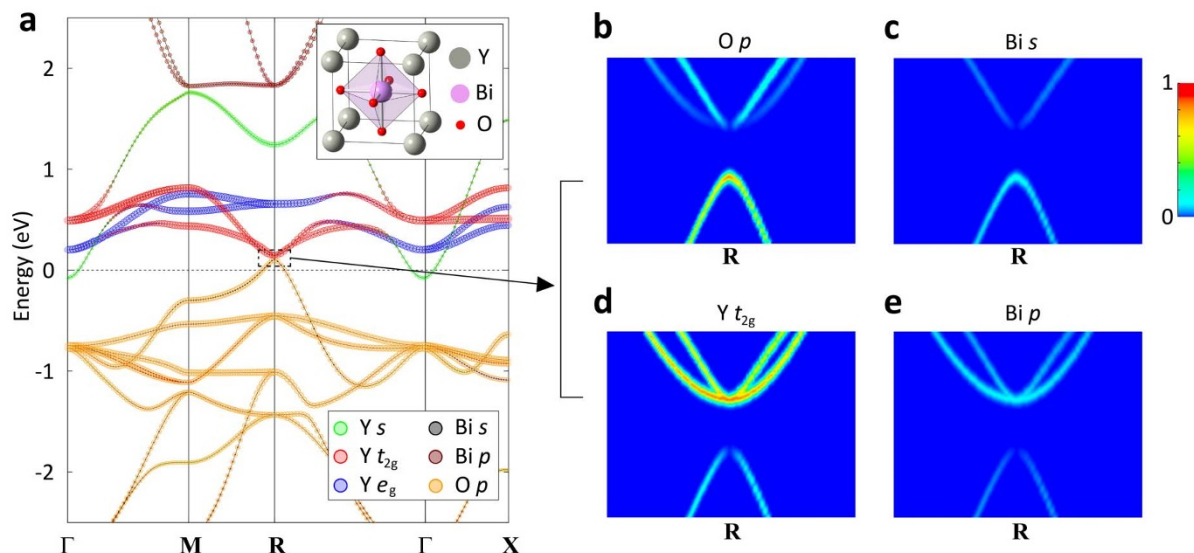 a
Energy (eV)
2
1
0
-1
-2
Γ
M
R
Γ
X
Y
Bi
O
Y s
Y t2g
Y eg
Bi s
Bi p
O p
b
O p
R
c
Bi s
R
1
0
d
Y t2g
R
e
Bi p
R